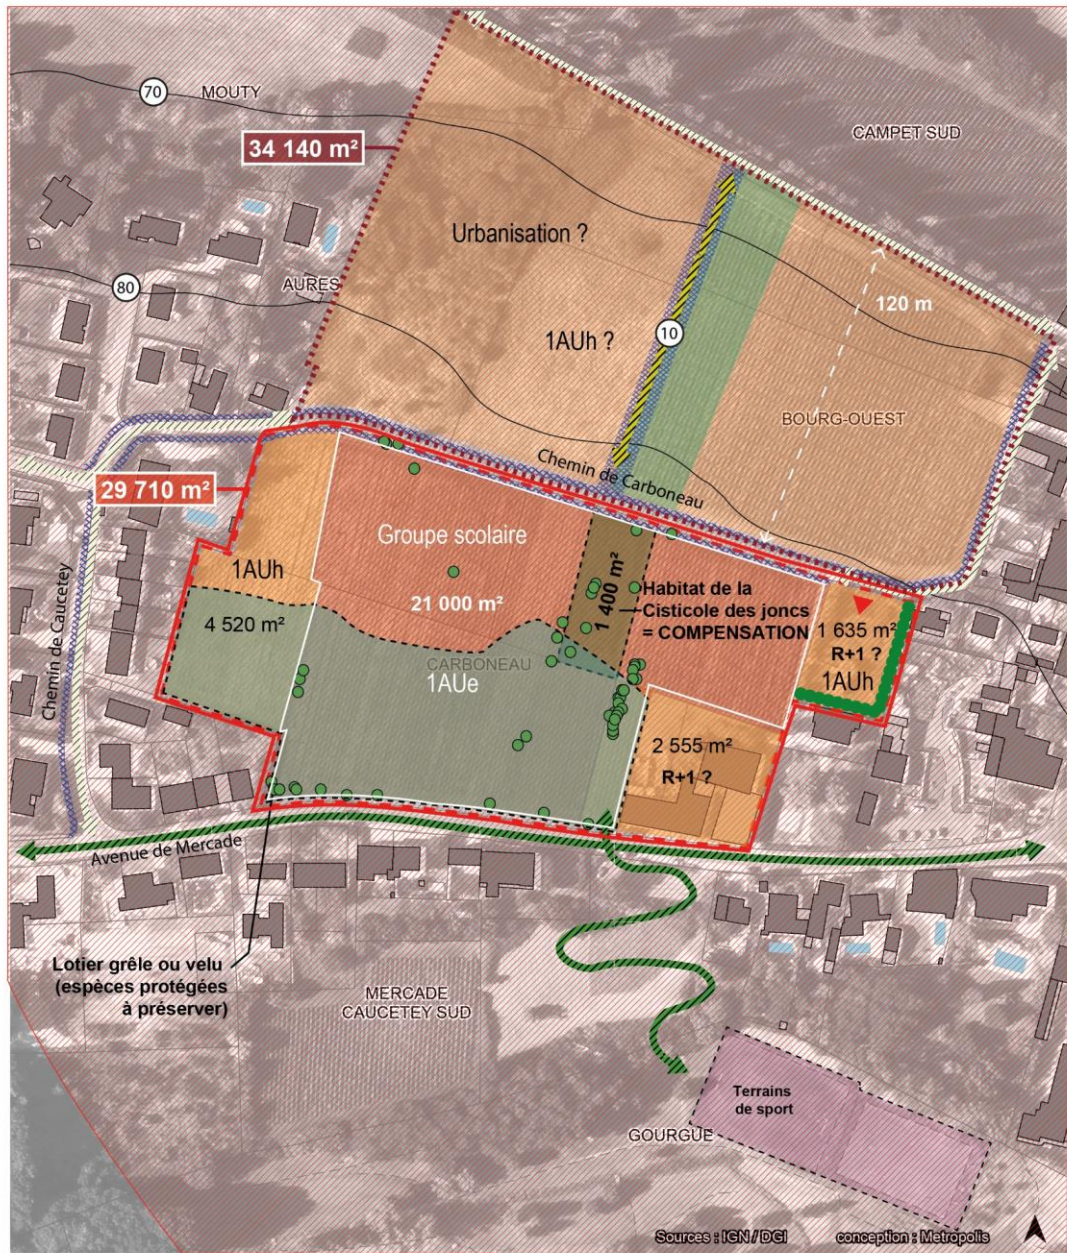 70
MOUTY
34 140 m²
CAMPET SUD
Urbanisation ?
80
AURES
120 m
1AUh ?
10
BOURG-OUEST
Chemin de Carboneau
29 710 m²
Groupe scolaire
1AUh
21 000 m²
1 400 m²
Habitat de la
Cisticole des joncs
= COMPENSATION
4 520 m²
1 635 m²
R+1 ?
1AUh
CARBONEAU
1AUe
Chemin de Caucetey
2 555 m²
R+1 ?
Avenue de Mercade
Lotier grêle ou velu
(espèces protégées
à préserver)
MERCADE
CAUCETEY SUD
Terrains
de sport
GOURGUE
Sources : IGN / DGI
conception : Metropolis